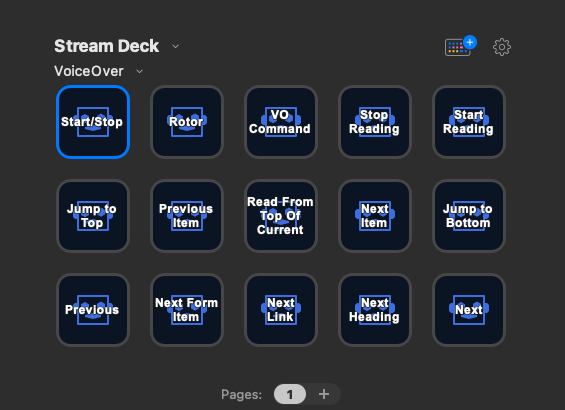 Stream Deck
VoiceOver
Start/Stop
Rotor
VO
Command
Stop
Reading
Start
Reading
Jump to
Top
Previous
Item
Read From
Top Of
Current
Next
Item
Jump to
Bottom
Previous
Next Form
Item
Next
Link
Next
Heading
Next
Pages: 1 +